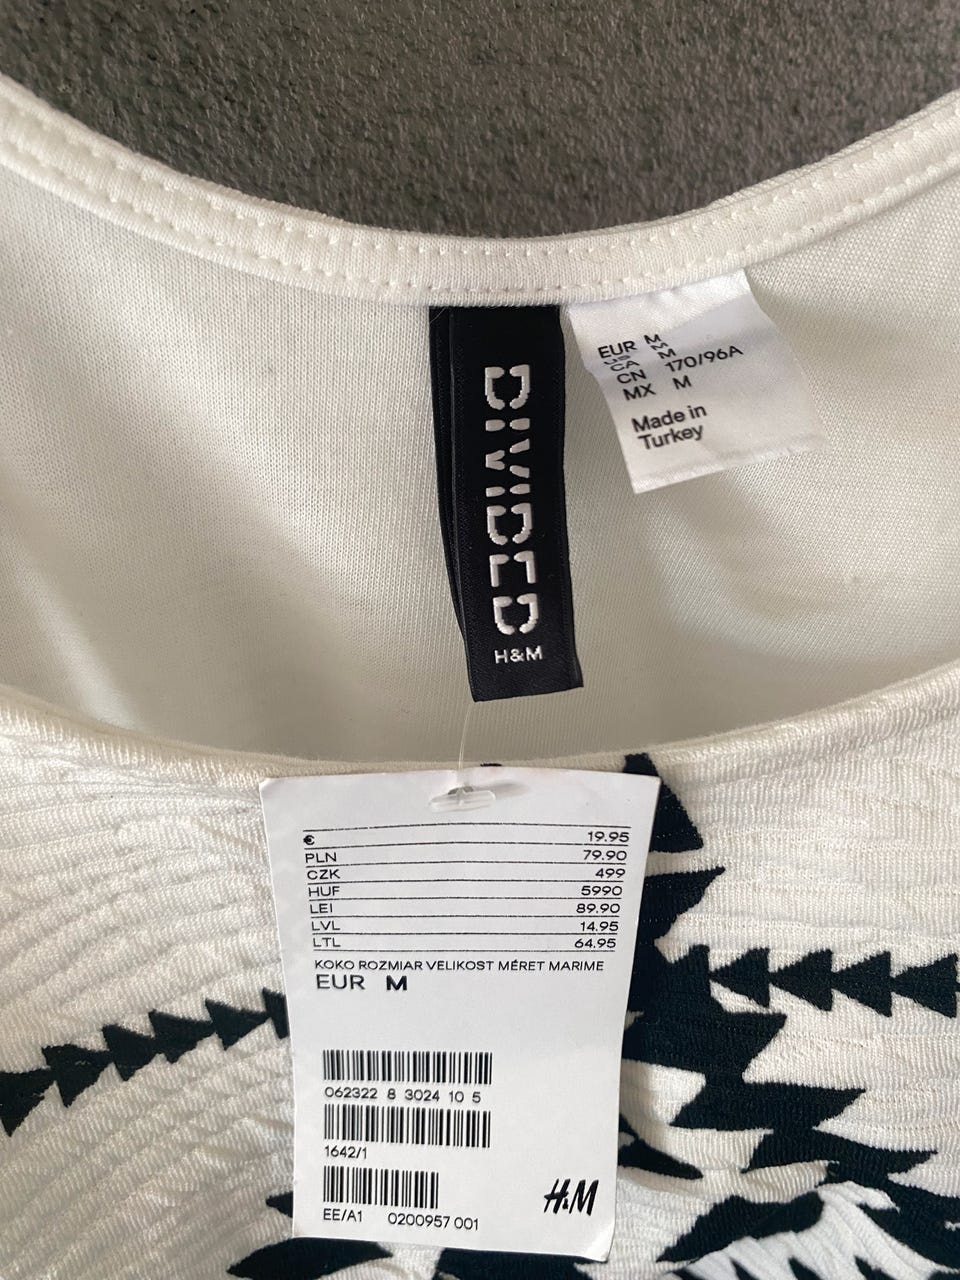 DIVIDED
H&M
EUR M
US M
CA M
CN 170/96A
MX M
Made in
Turkey
€ 19.95
PLN 79.90
CZK 499
HUF 5990
LEI 89.90
LVL 14.95
LTL 64.95
KOKO ROZMIAR VELIKOST MÉRET MARIME
EUR M
062322 8 3024 10 5
1642/1
EE/A1 0200957 001
H&M